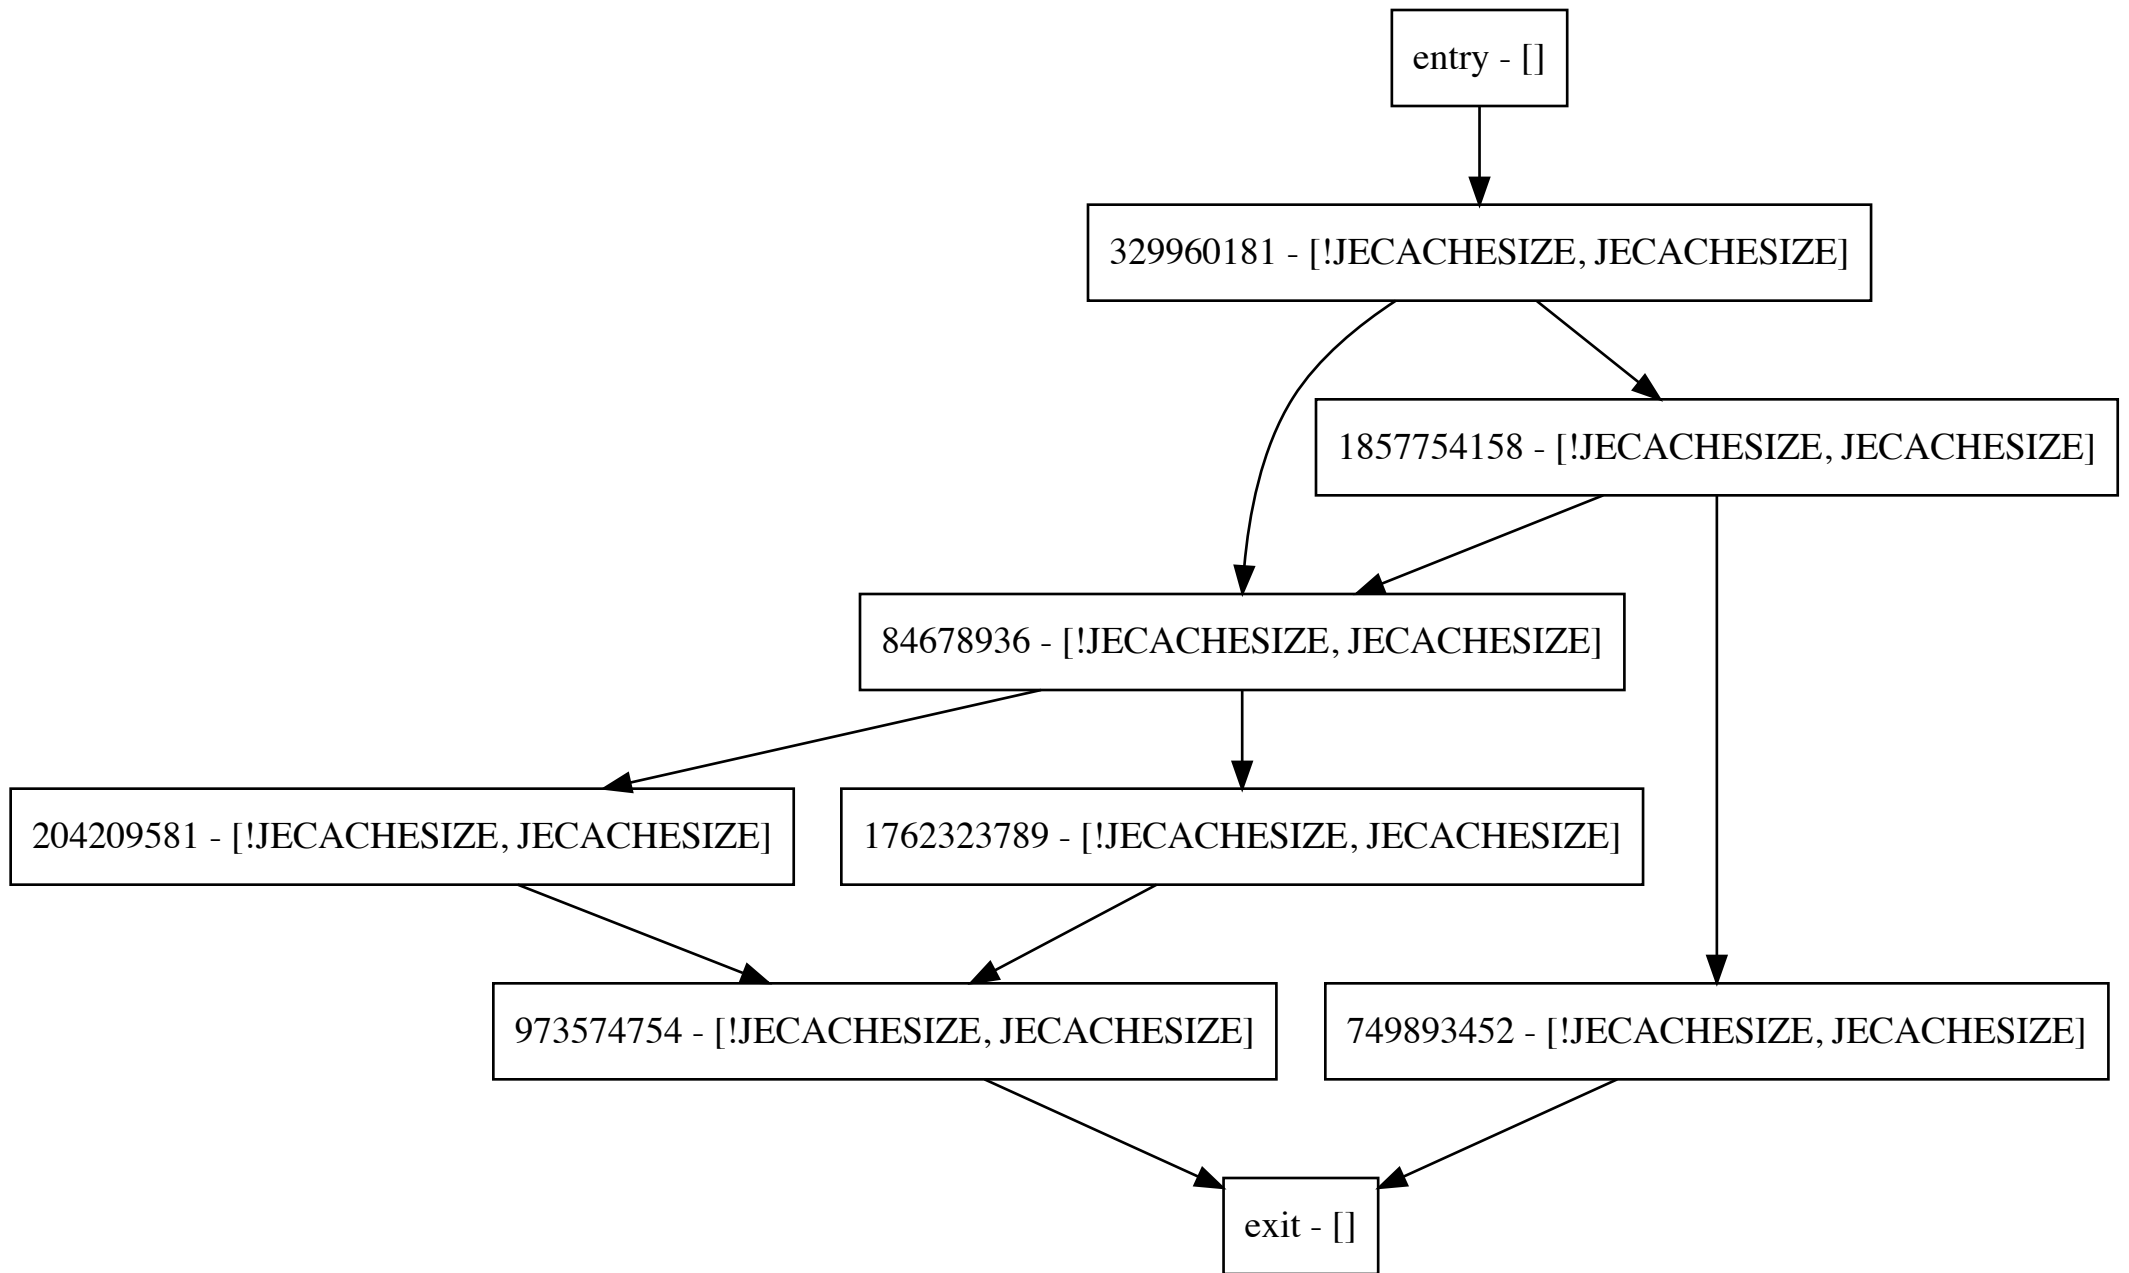 entry - []
329960181 - [!JECACHESIZE, JECACHESIZE]
1857754158 - [!JECACHESIZE, JECACHESIZE]
84678936 - [!JECACHESIZE, JECACHESIZE]
204209581 - [!JECACHESIZE, JECACHESIZE]
1762323789 - [!JECACHESIZE, JECACHESIZE]
973574754 - [!JECACHESIZE, JECACHESIZE]
749893452 - [!JECACHESIZE, JECACHESIZE]
exit - []